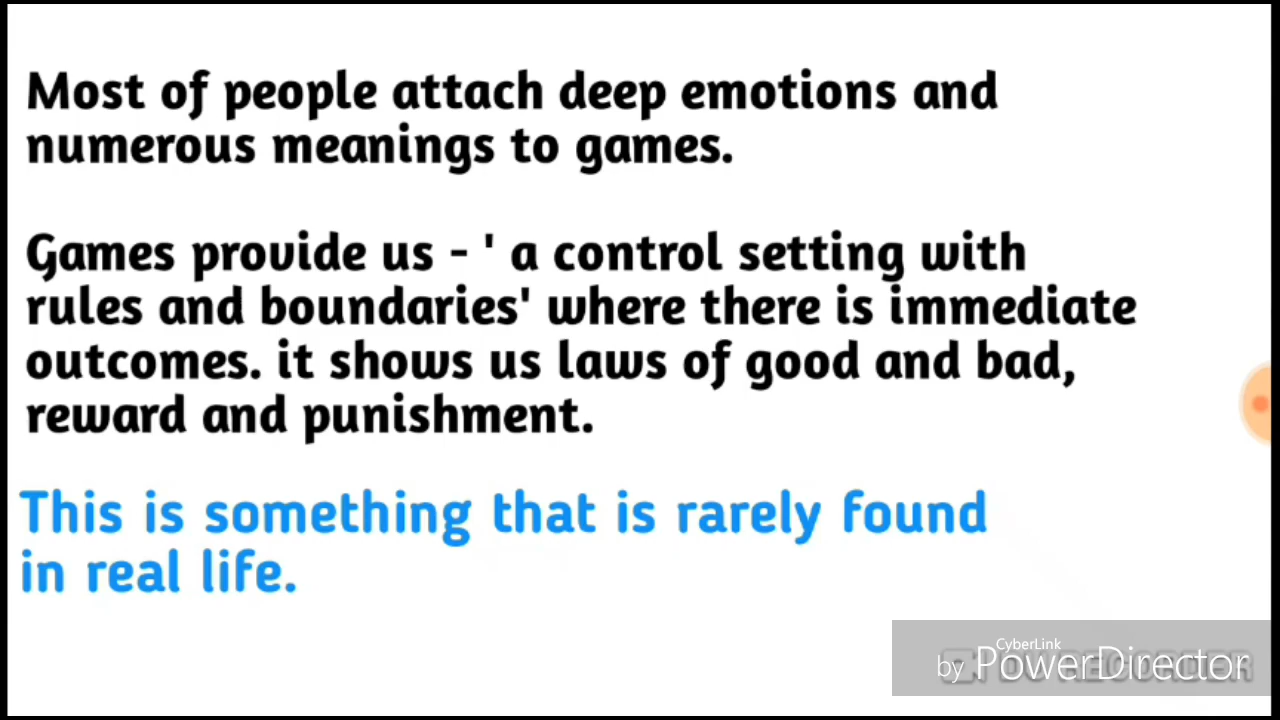 Most of people attach deep emotions and
numerous meanings to games.
Games provide us - ' a control setting with
rules and boundaries' where there is immediate
outcomes. it shows us laws of good and bad,
reward and punishment.
This is something that is rarely found
in real life.
CyberLink
by PowerDirector